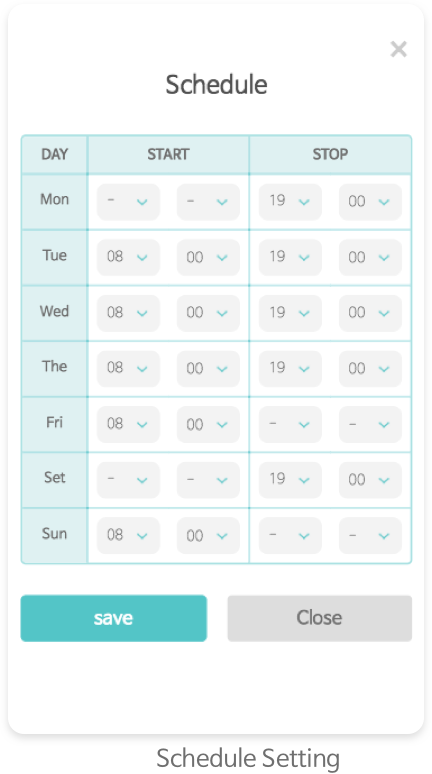 ×
Schedule
DAY START STOP
Mon - - 19 00
Tue 08 00 19 00
Wed 08 00 19 00
The 08 00 19 00
Fri 08 00 - -
Set - - 19 00
Sun 08 00 - -
save Close
Schedule Setting